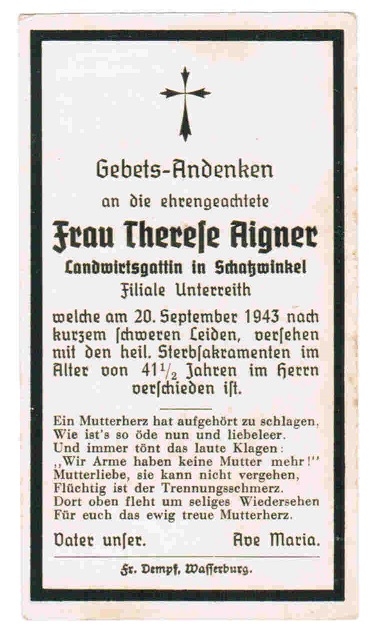 Gebets-Andenken
an die ehrengeachtete
Frau Therese Aigner
Landwirtsgattin in Schatzwinkel
Filiale Unterreith
welche am 20. September 1943 nach
kurzem schweren Leiden, versehen
mit den heil. Sterbsakramenten im
Alter von 41½ Jahren im Herrn
verschieden ist.
Ein Mutterherz hat aufgehört zu schlagen,
Wie ist's so öde nun und liebeleer.
Und immer tönt das laute Klagen:
„Wir Arme haben keine Mutter mehr!"
Mutterliebe, sie kann nicht vergehen,
Flüchtig ist der Trennungsschmerz.
Dort oben fleht um seliges Wiedersehen
Für euch das ewig treue Mutterherz.
Vater unser. Ave Maria.
Fr. Dempf, Wasserburg.